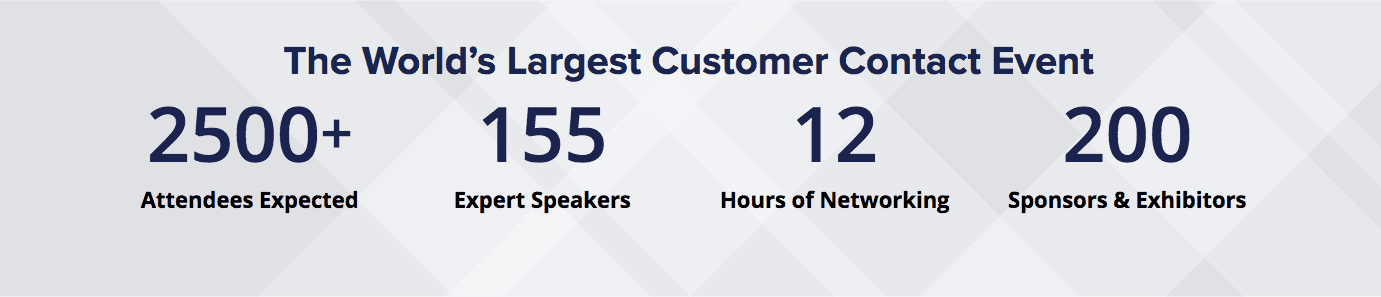 The World’s Largest Customer Contact Event
2500+ 155 12 200
Attendees Expected Expert Speakers Hours of Networking Sponsors & Exhibitors